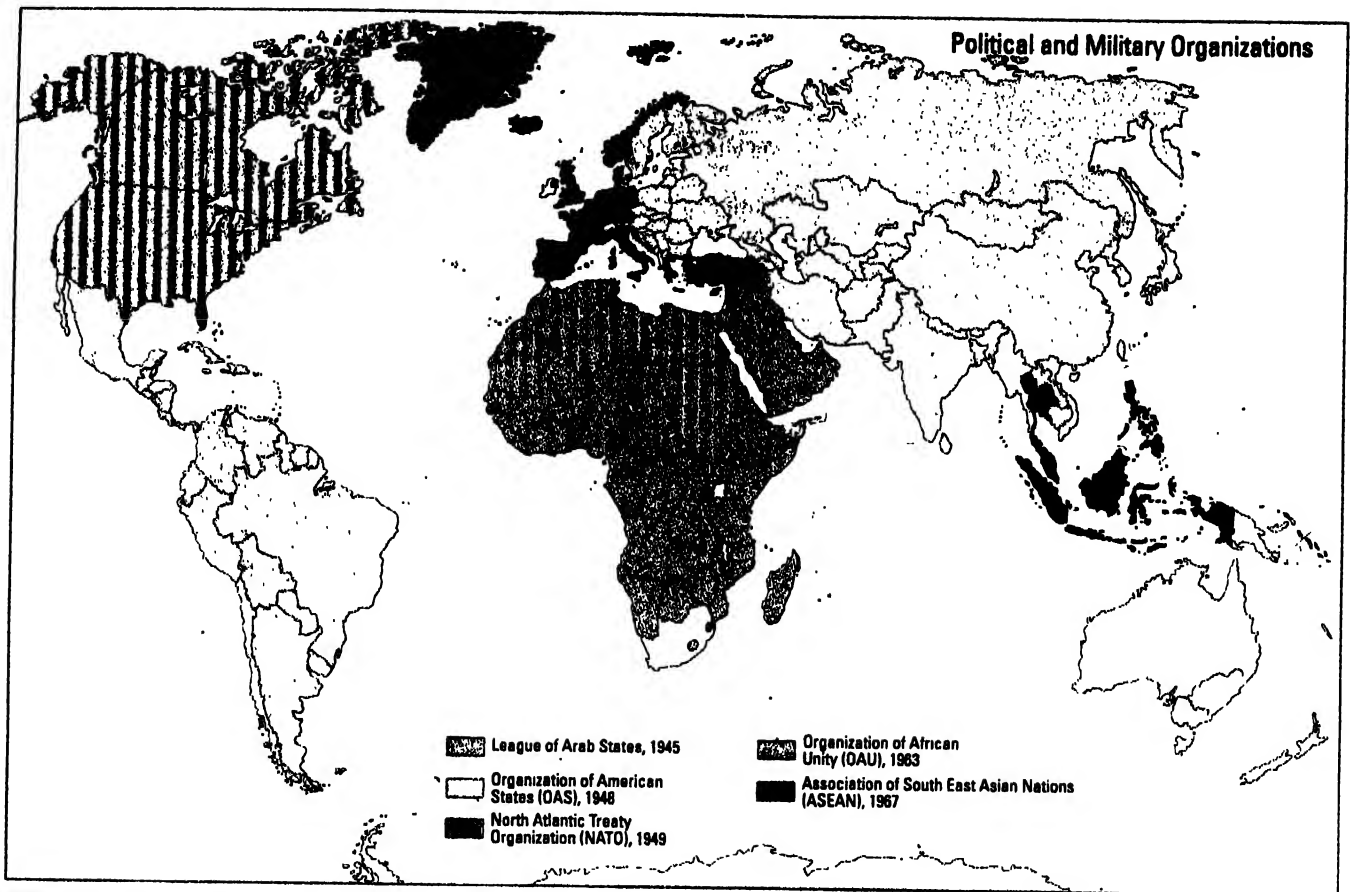 Political and Military Organizations
League of Arab States, 1945
Organization of American
States (OAS), 1948
North Atlantic Treaty
Organization (NATO), 1949
Organization of African
Unity (OAU), 1963
Association of South East Asian Nations
(ASEAN), 1967